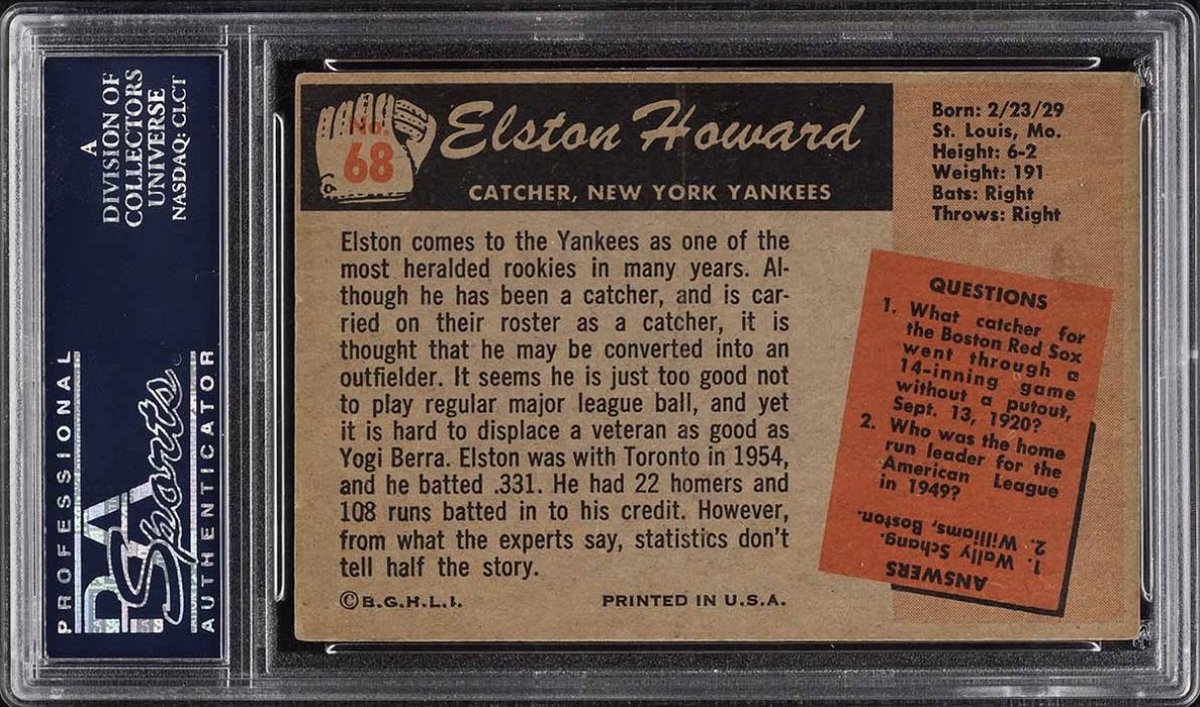 A
DIVISION OF
COLLECTORS
UNIVERSE
NASDAQ: CLCT
PROFESSIONAL
PSA
Sports
AUTHENTICATOR
No.
68
Elston Howard
CATCHER, NEW YORK YANKEES
Born: 2/23/29
St. Louis, Mo.
Height: 6-2
Weight: 191
Bats: Right
Throws: Right
Elston comes to the Yankees as one of the
most heralded rookies in many years. Al-
though he has been a catcher, and is car-
ried on their roster as a catcher, it is
thought that he may be converted into an
outfielder. It seems he is just too good not
to play regular major league ball, and yet
it is hard to displace a veteran as good as
Yogi Berra. Elston was with Toronto in 1954,
and he batted .331. He had 22 homers and
108 runs batted in to his credit. However,
from what the experts say, statistics don't
tell half the story.
©B.G.H.L.I.
PRINTED IN U.S.A.
QUESTIONS
1. What catcher for
the Boston Red Sox
went through a
14-inning game
without a putout,
Sept. 13, 1920?
2. Who was the home
run leader for the
American League
in 1949?
ANSWERS
1. Wally Schang.
2. Williams, Boston.